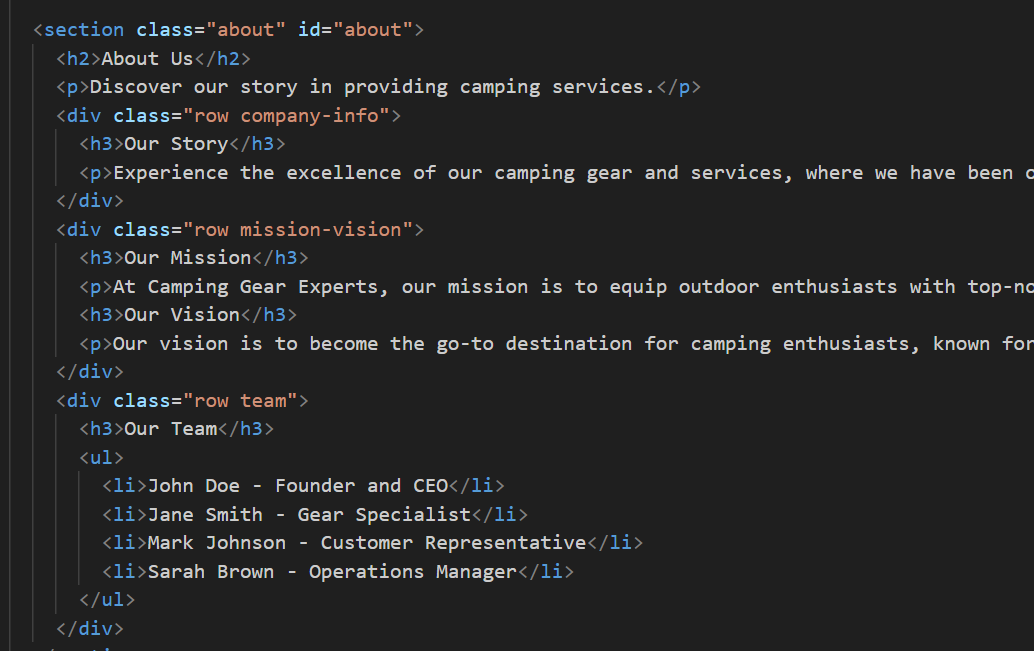 <section class="about" id="about">
<h2>About Us</h2>
<p>Discover our story in providing camping services.</p>
<div class="row company-info">
<h3>Our Story</h3>
<p>Experience the excellence of our camping gear and services, where we have been
</div>
<div class="row mission-vision">
<h3>Our Mission</h3>
<p>At Camping Gear Experts, our mission is to equip outdoor enthusiasts with
<h3>Our Vision</h3>
<p>Our vision is to become the go-to destination for camping enthusiasts, known for
</div>
<div class="row team">
<h3>Our Team</h3>
<ul>
<li>John Doe - Founder and CEO</li>
<li>Jane Smith - Gear Specialist</li>
<li>Mark Johnson - Customer Representative</li>
<li>Sarah Brown - Operations Manager</li>
</ul>
</div>